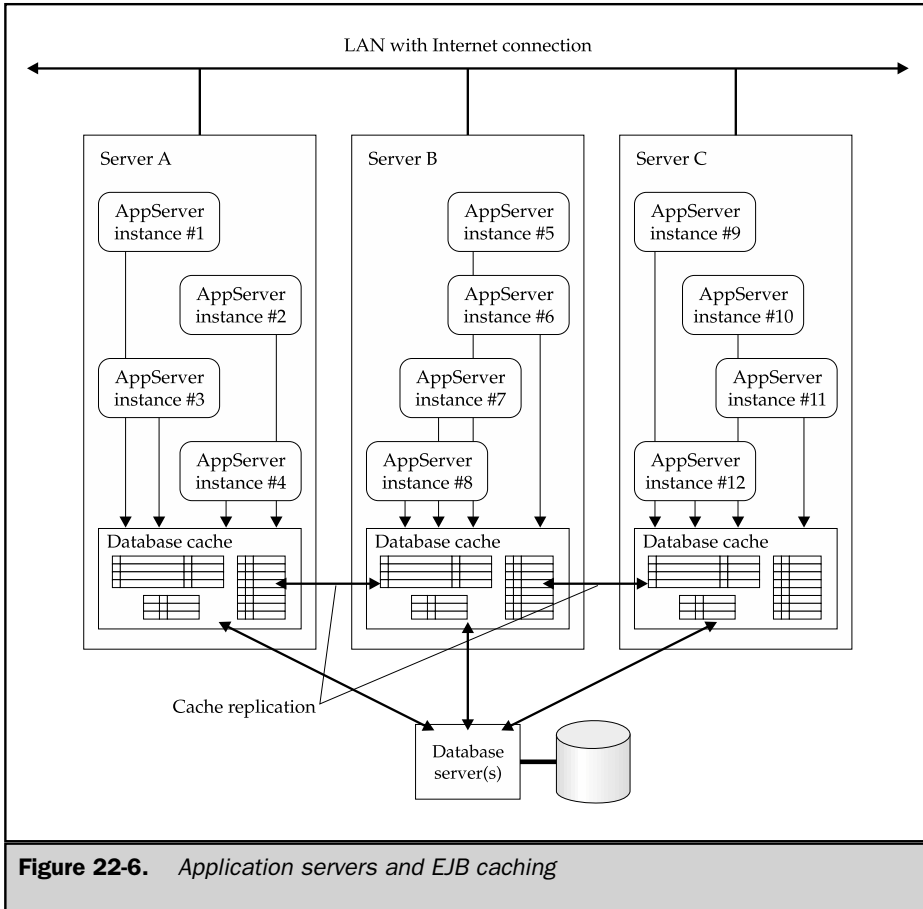 LAN with Internet connection
Server A
AppServer
instance #1
AppServer
instance #2
AppServer
instance #3
AppServer
instance #4
Database cache
Server B
AppServer
instance #5
AppServer
instance #6
AppServer
instance #7
AppServer
instance #8
Database cache
Server C
AppServer
instance #9
AppServer
instance #10
AppServer
instance #11
AppServer
instance #12
Database cache
Cache replication
Database
server(s)
Figure 22-6. Application servers and EJB caching